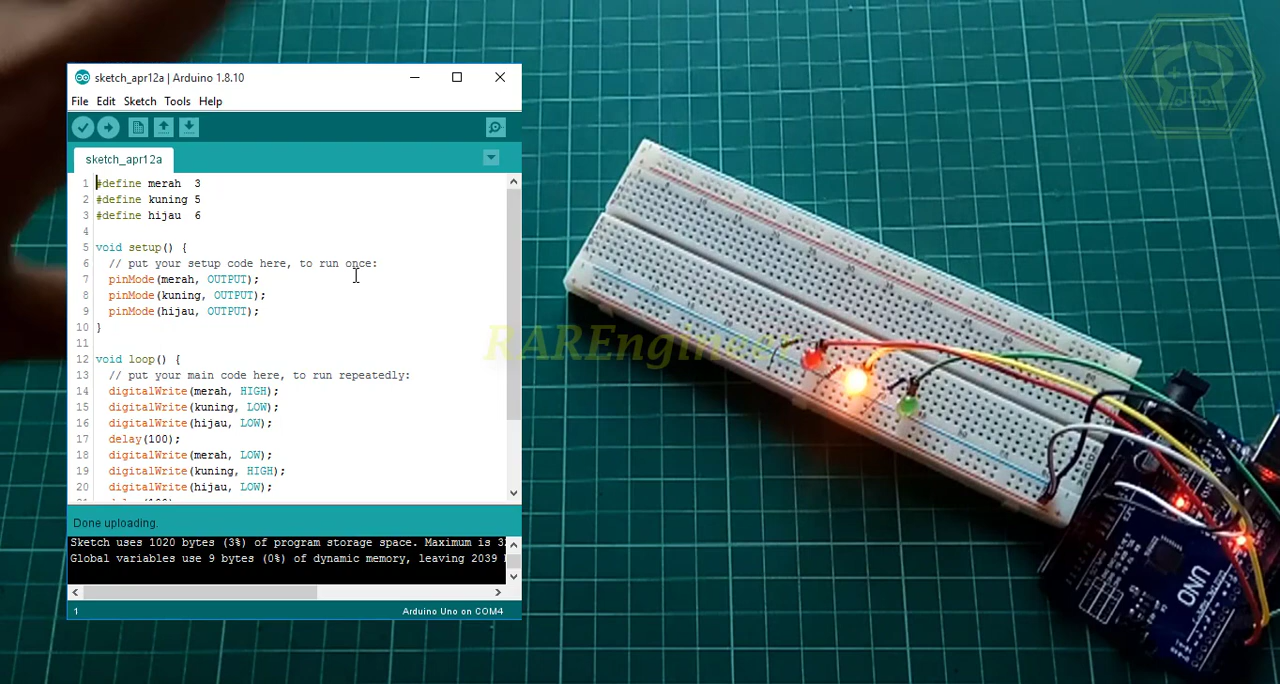 sketch_apr12a | Arduino 1.8.10
File Edit Sketch Tools Help
sketch_apr12a
1 #define merah  3
2 #define kuning 5
3 #define hijau  6
4
5 void setup() {
6   // put your setup code here, to run once:
7   pinMode(merah, OUTPUT);
8   pinMode(kuning, OUTPUT);
9   pinMode(hijau, OUTPUT);
10 }
11
12 void loop() {
13   // put your main code here, to run repeatedly:
14   digitalWrite(merah, HIGH);
15   digitalWrite(kuning, LOW);
16   digitalWrite(hijau, LOW);
17   delay(100);
18   digitalWrite(merah, LOW);
19   digitalWrite(kuning, HIGH);
20   digitalWrite(hijau, LOW);
Done uploading.
Sketch uses 1020 bytes (3%) of program storage space. Maximum is 3
Global variables use 9 bytes (0%) of dynamic memory, leaving 2039
1 Arduino Uno on COM4
RAREngineer
UNO